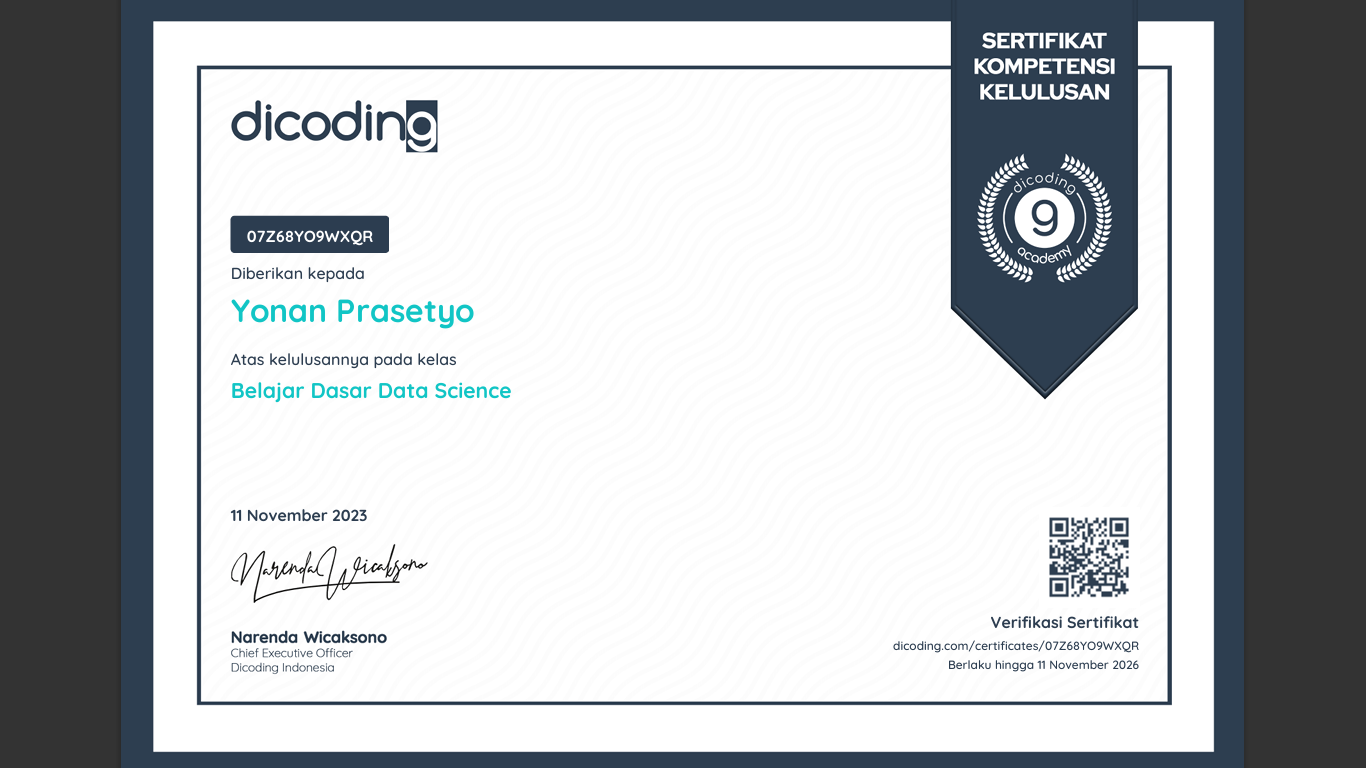 SERTIFIKAT
KOMPETENSI
KELULUSAN
dicoding
dicoding
g
academy
07Z68YO9WXQR
Diberikan kepada
Yonan Prasetyo
Atas kelulusannya pada kelas
Belajar Dasar Data Science
11 November 2023
Narenda Wicaksono
Narenda Wicaksono
Chief Executive Officer
Dicoding Indonesia
Verifikasi Sertifikat
dicoding.com/certificates/07Z68YO9WXQR
Berlaku hingga 11 November 2026